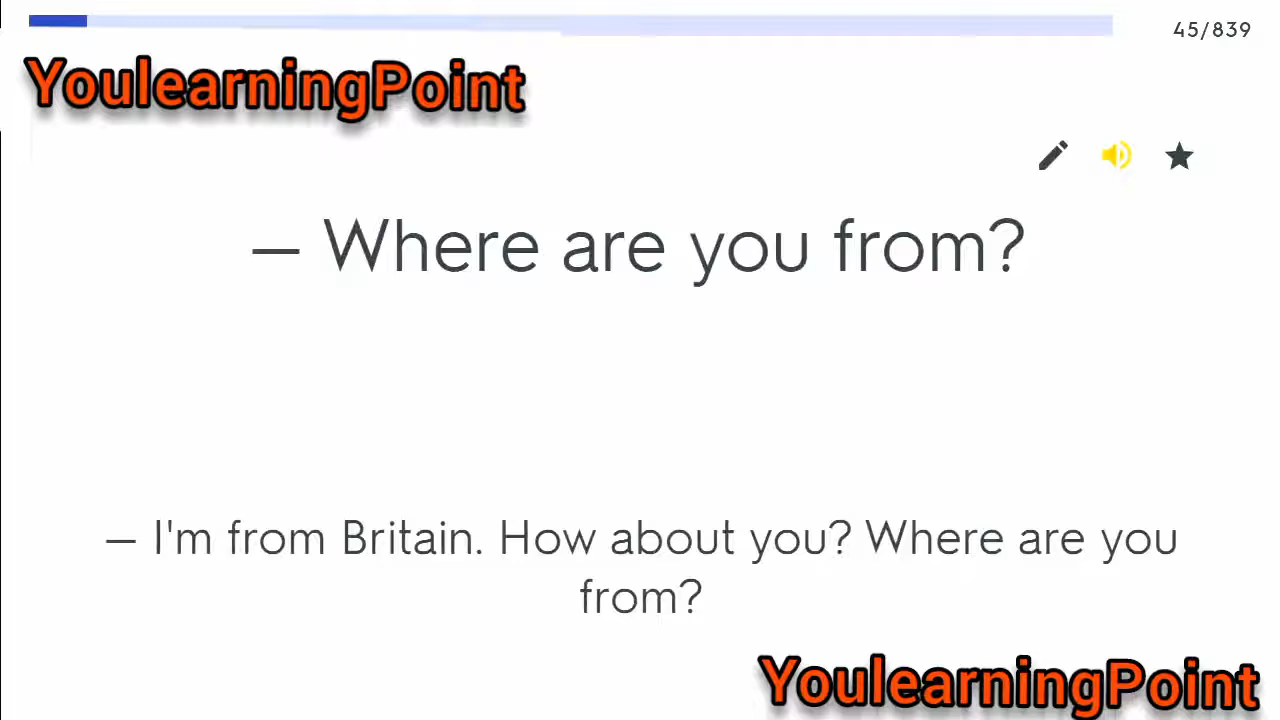 45/839
YoulearningPoint
– Where are you from?
– I'm from Britain. How about you? Where are you
from?
YoulearningPoint